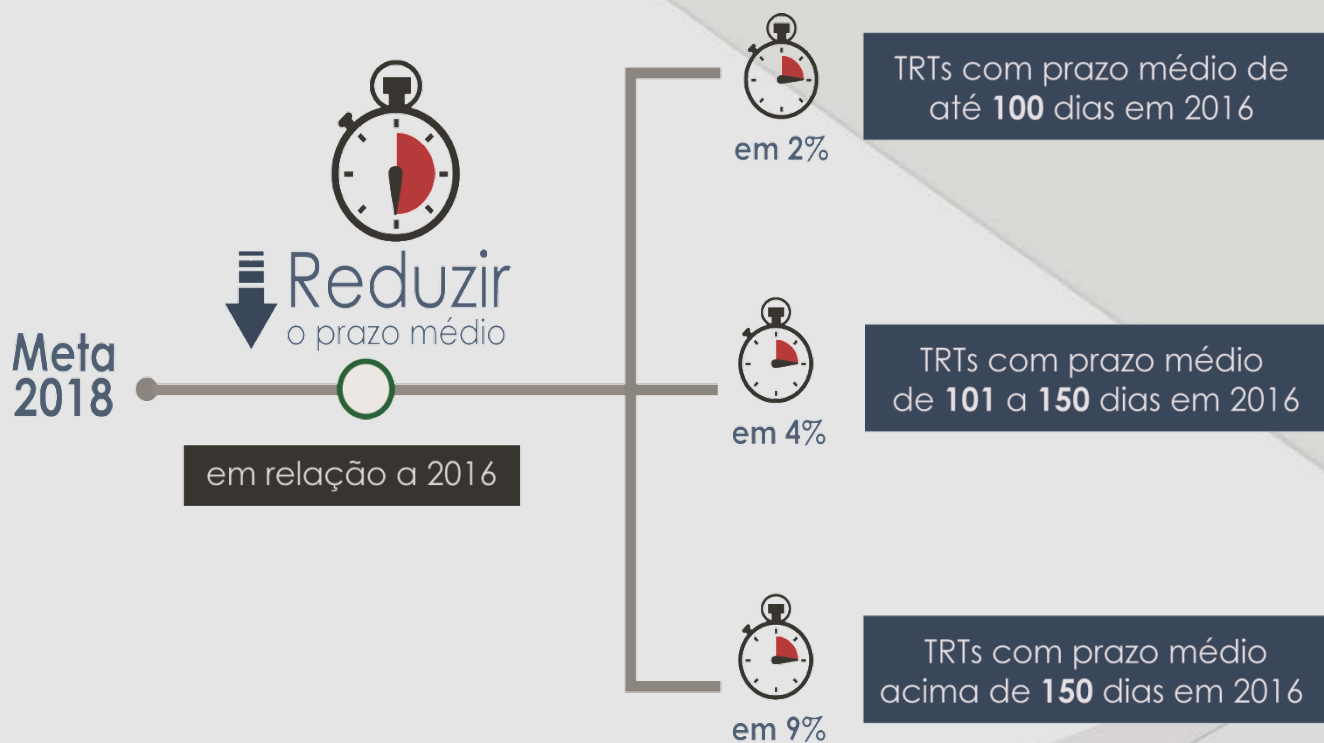 Meta
2018
Reduzir
o prazo médio
em relação a 2016
em 2%
TRTs com prazo médio de
até 100 dias em 2016
em 4%
TRTs com prazo médio
de 101 a 150 dias em 2016
em 9%
TRTs com prazo médio
acima de 150 dias em 2016